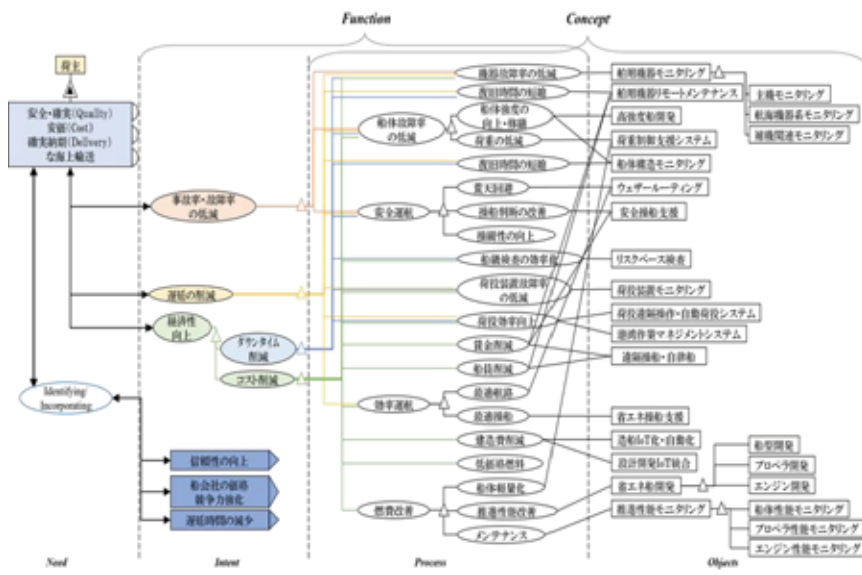 Function
Concept
荷主
安全・確実(Quality)
安価(Cost)
確実納期(Delivery)
な海上輸送
Identifying/
Incorporating
事故率・故障率
の低減
遅延の削減
経済性
向上
ダウンタイム
削減
コスト削減
信頼性の向上
船会社の価格
競争力強化
遅延時間の減少
機器故障率の低減
復旧時間の短縮
船体故障率
の低減
船体強度の
向上・修繕
荷重の低減
復旧時間の短縮
安全運航
荒天回避
操船判断の改善
操縦性の向上
船級検査の効率化
荷役装置故障率
の低減
荷役効率向上
賃金削減
船員削減
効率運航
最適航路
最適操船
建造費削減
低価格燃料
燃費改善
船体軽量化
推進性能改善
メンテナンス
舶用機器モニタリング
舶用機器リモートメンテナンス
高強度船開発
荷重制御支援システム
船体構造モニタリング
ウェザールーティング
安全操船支援
リスクベース検査
荷役装置モニタリング
荷役遠隔操作・自動荷役システム
港湾作業マネジメントシステム
遠隔操船・自律船
省エネ操船支援
造船IoT化・自動化
設計開発IoT統合
省エネ船開発
推進性能モニタリング
主機モニタリング
航海機器系モニタリング
補機関連モニタリング
船型開発
プロペラ開発
エンジン開発
船体性能モニタリング
プロペラ性能モニタリング
エンジン性能モニタリング
Need
Intent
Process
Objects